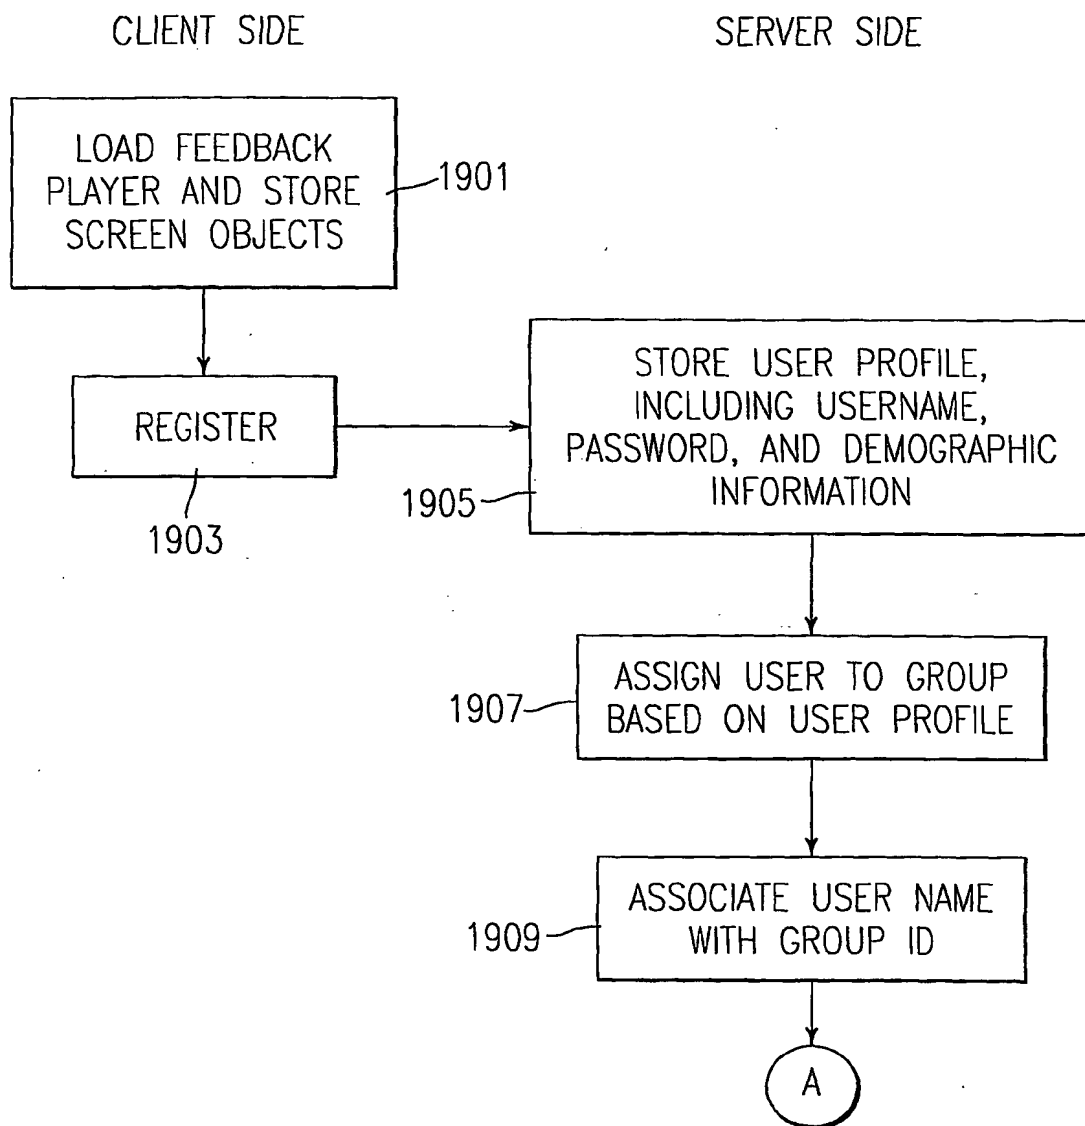 CLIENT SIDE
SERVER SIDE
LOAD FEEDBACK
PLAYER AND STORE
SCREEN OBJECTS
1901
REGISTER
1903
STORE USER PROFILE,
INCLUDING USERNAME,
PASSWORD, AND DEMOGRAPHIC
INFORMATION
1905
ASSIGN USER TO GROUP
BASED ON USER PROFILE
1907
ASSOCIATE USER NAME
WITH GROUP ID
1909
A